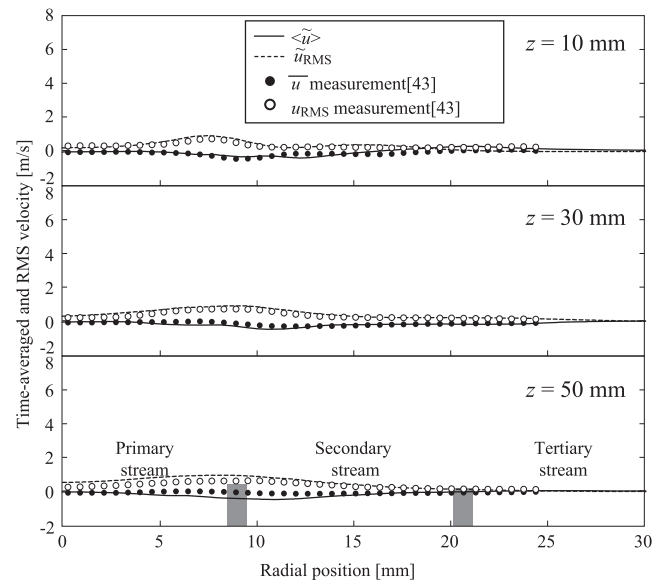 8
6
4
2
0
-2
<ũ>
ũRMS
u̅ measurement[43]
uRMS measurement[43]
z = 10 mm
6
4
2
0
-2
z = 30 mm
6
4
2
0
-2
z = 50 mm
Primary
stream
Secondary
stream
Tertiary
stream
Time-averaged and RMS velocity [m/s]
0 5 10 15 20 25 30
Radial position [mm]